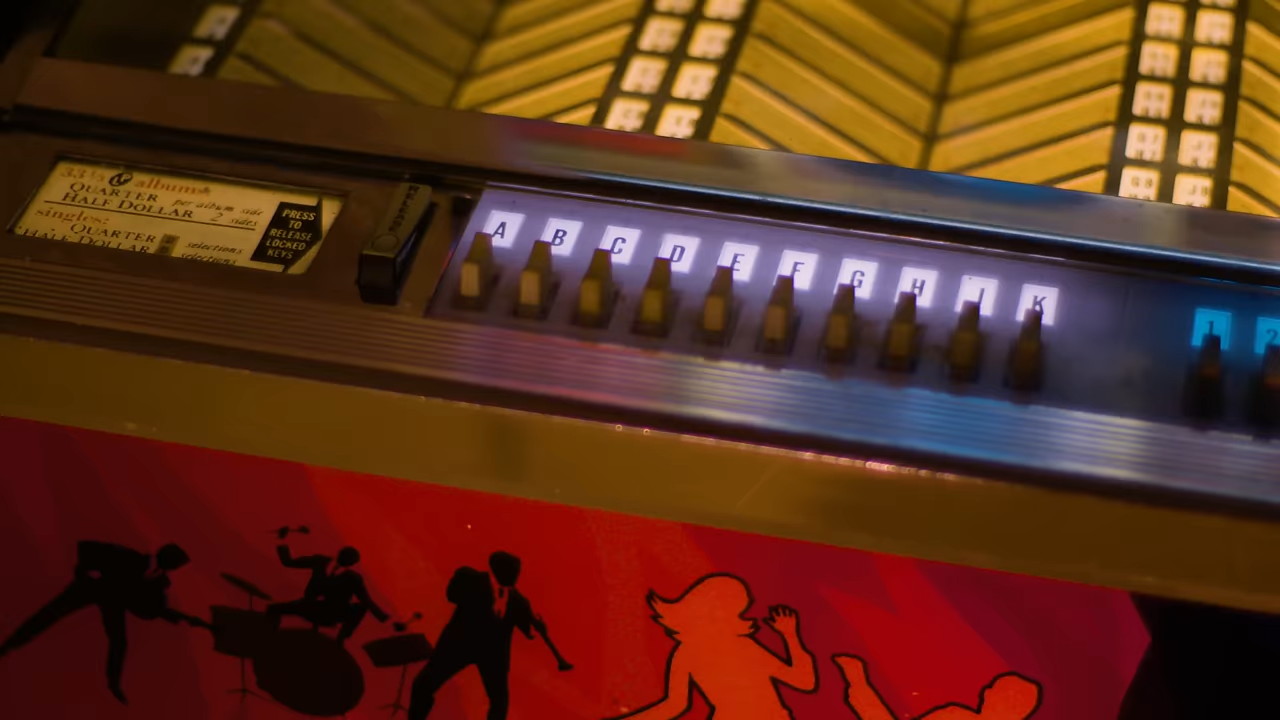 33⅓ albums
QUARTER per album side
HALF DOLLAR 2 sides
singles:
QUARTER selections
HALF DOLLAR selections
PRESS
TO
RELEASE
LOCKED
KEYS
A B C D E F G H J K
1 2